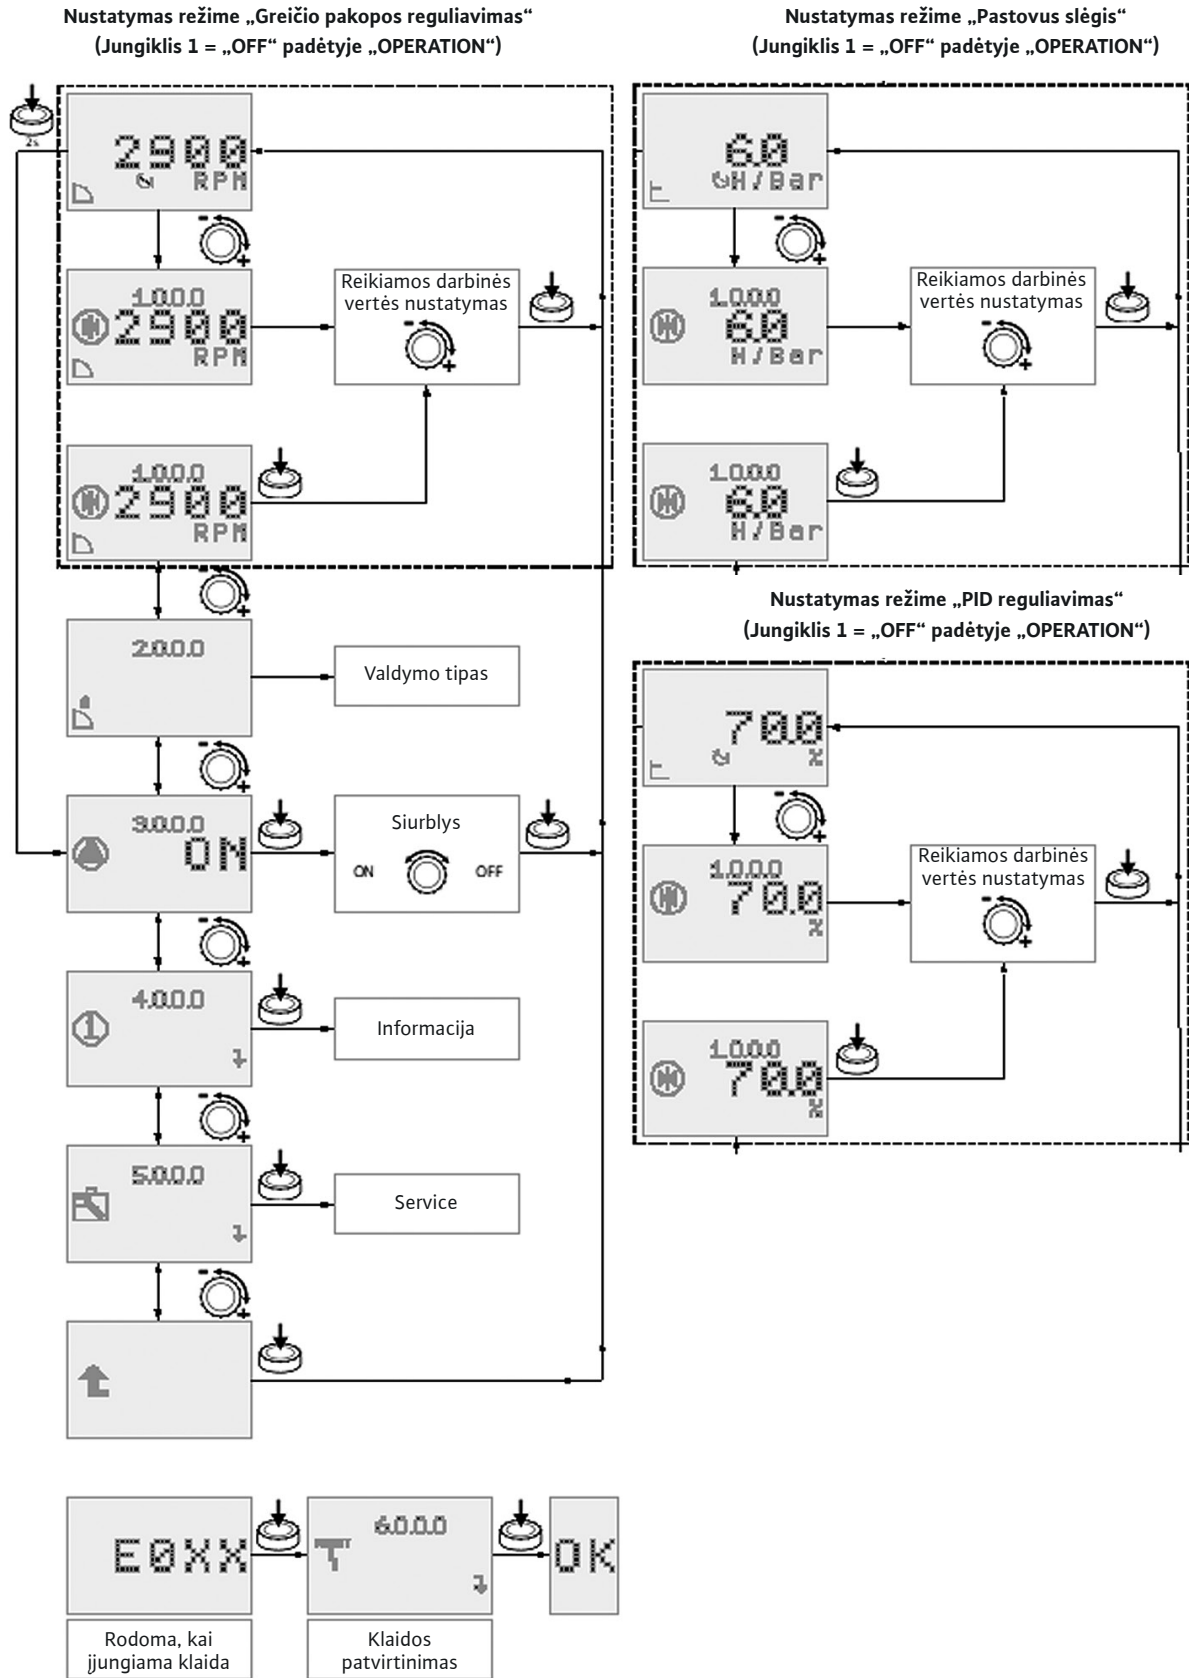 Nustatymas režime „Greičio pakopos reguliavimas“
(Jungiklis 1 = „OFF“ padėtyje „OPERATION“)
2s
2900
RPM
1.0.0.0
2900
RPM
Reikiamos darbinės
vertės nustatymas
1.0.0.0
2900
RPM
2.0.0.0
Valdymo tipas
3.0.0.0
ON
Siurblys
ON
OFF
4.0.0.0
Informacija
5.0.0.0
Service
E0XX
6.0.0.0
OK
Rodoma, kai
įjungiama klaida
Klaidos
patvirtinimas
Nustatymas režime „Pastovus slėgis“
(Jungiklis 1 = „OFF“ padėtyje „OPERATION“)
6.0
H/Bar
1.0.0.0
6.0
H/Bar
Reikiamos darbinės
vertės nustatymas
1.0.0.0
6.0
H/Bar
Nustatymas režime „PID reguliavimas“
(Jungiklis 1 = „OFF“ padėtyje „OPERATION“)
70.0
%
1.0.0.0
70.0
%
Reikiamos darbinės
vertės nustatymas
1.0.0.0
70.0
%